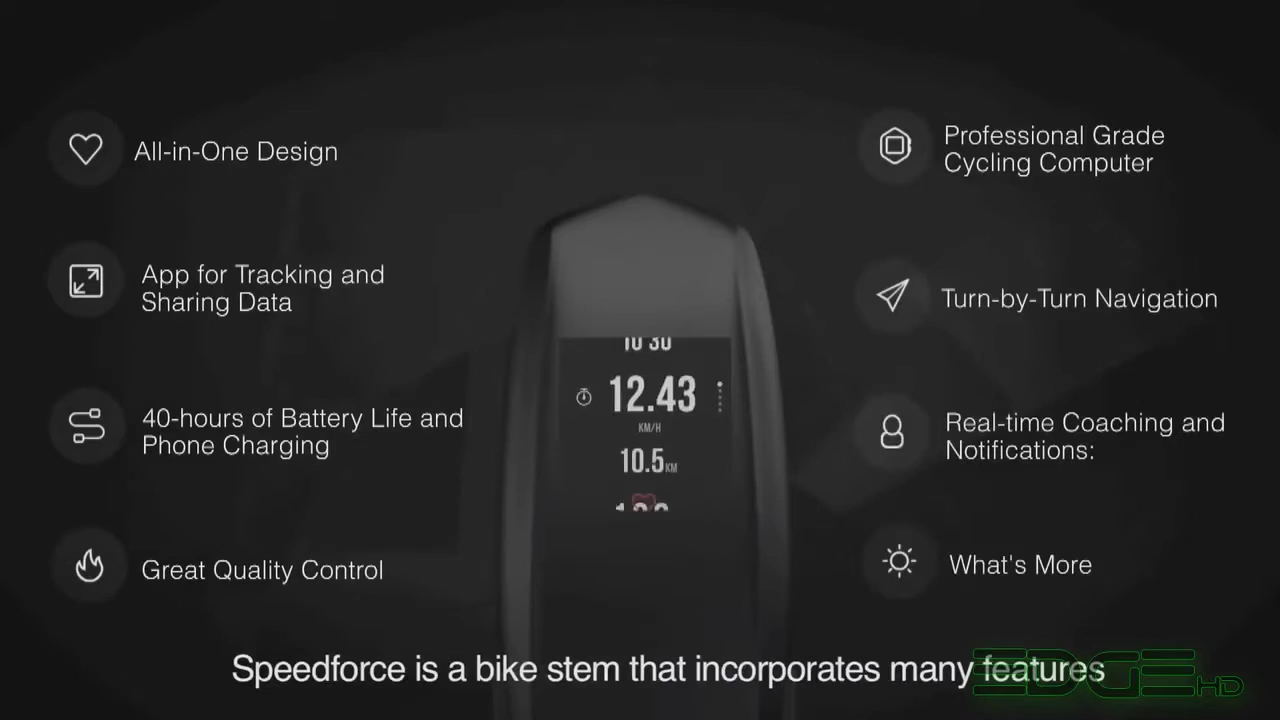 All-in-One Design
App for Tracking and
Sharing Data
40-hours of Battery Life and
Phone Charging
Great Quality Control
10 30
12.43
KM/H
10.5KM
Professional Grade
Cycling Computer
Turn-by-Turn Navigation
Real-time Coaching and
Notifications:
What's More
Speedforce is a bike stem that incorporates many features
EDGE HD